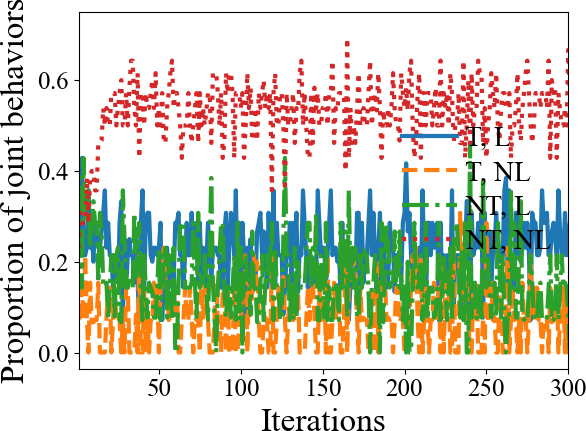 Proportion of joint behaviors
0.6
0.4
0.2
0.0
T, L
T, NL
NT, L
NT, NL
50
100
150
200
250
300
Iterations